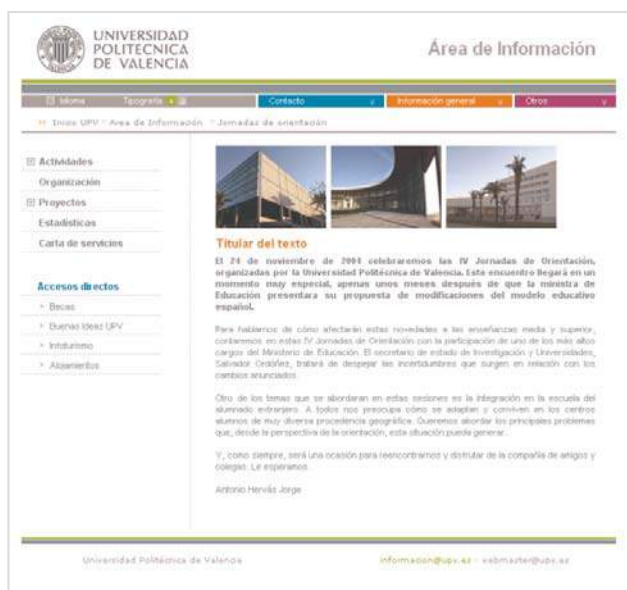 UNIVERSIDAD
POLITECNICA
DE VALENCIA
Área de Información
Idioma Tipografía + Contacto v Información general v Otros v
Inicio UPV Area de Información Jornadas de orientación
Actividades
Organización
Proyectos
Estadísticas
Carta de servicios
Accesos directos
Becas
Buenas Ideas UPV
Infoturismo
Alojamientos
Titular del texto
El 24 de noviembre de 2004 celebraremos las IV Jornadas de Orientación,
organizadas por la Universidad Politécnica de Valencia. Este encuentro llegará en un
momento muy especial, apenas unos meses después de que la ministra de
Educación presentara su propuesta de modificaciones del modelo educativo
español.
Para hablarnos de cómo afectarán estas novedades a las enseñanzas media y superior,
contaremos en estas IV Jornadas de Orientación con la participación de uno de los más altos
cargos del Ministerio de Educación. El secretario de estado de Investigación y Universidades,
Salvador Ordóñez, tratará de despejar las incertidumbres que surgen en relación con los
cambios anunciados.
Otro de los temas que se abordaran en estas sesiones es la integración en la escuela del
alumnado extranjero. A todos nos preocupa cómo se adaptan y conviven en los centros
alumnos de muy diversa procedencia geográfica. Queremos abordar los principales problemas
que, desde la perspectiva de la orientación, esta situación puede generar.
Y, como siempre, será una ocasión para reencontrarnos y disfrutar de la compañía de amigos y
colegas. Le esperamos.
Antonio Hervás Jorge
Universidad Politécnica de Valencia
informacion@upv.es - webmaster@upv.es